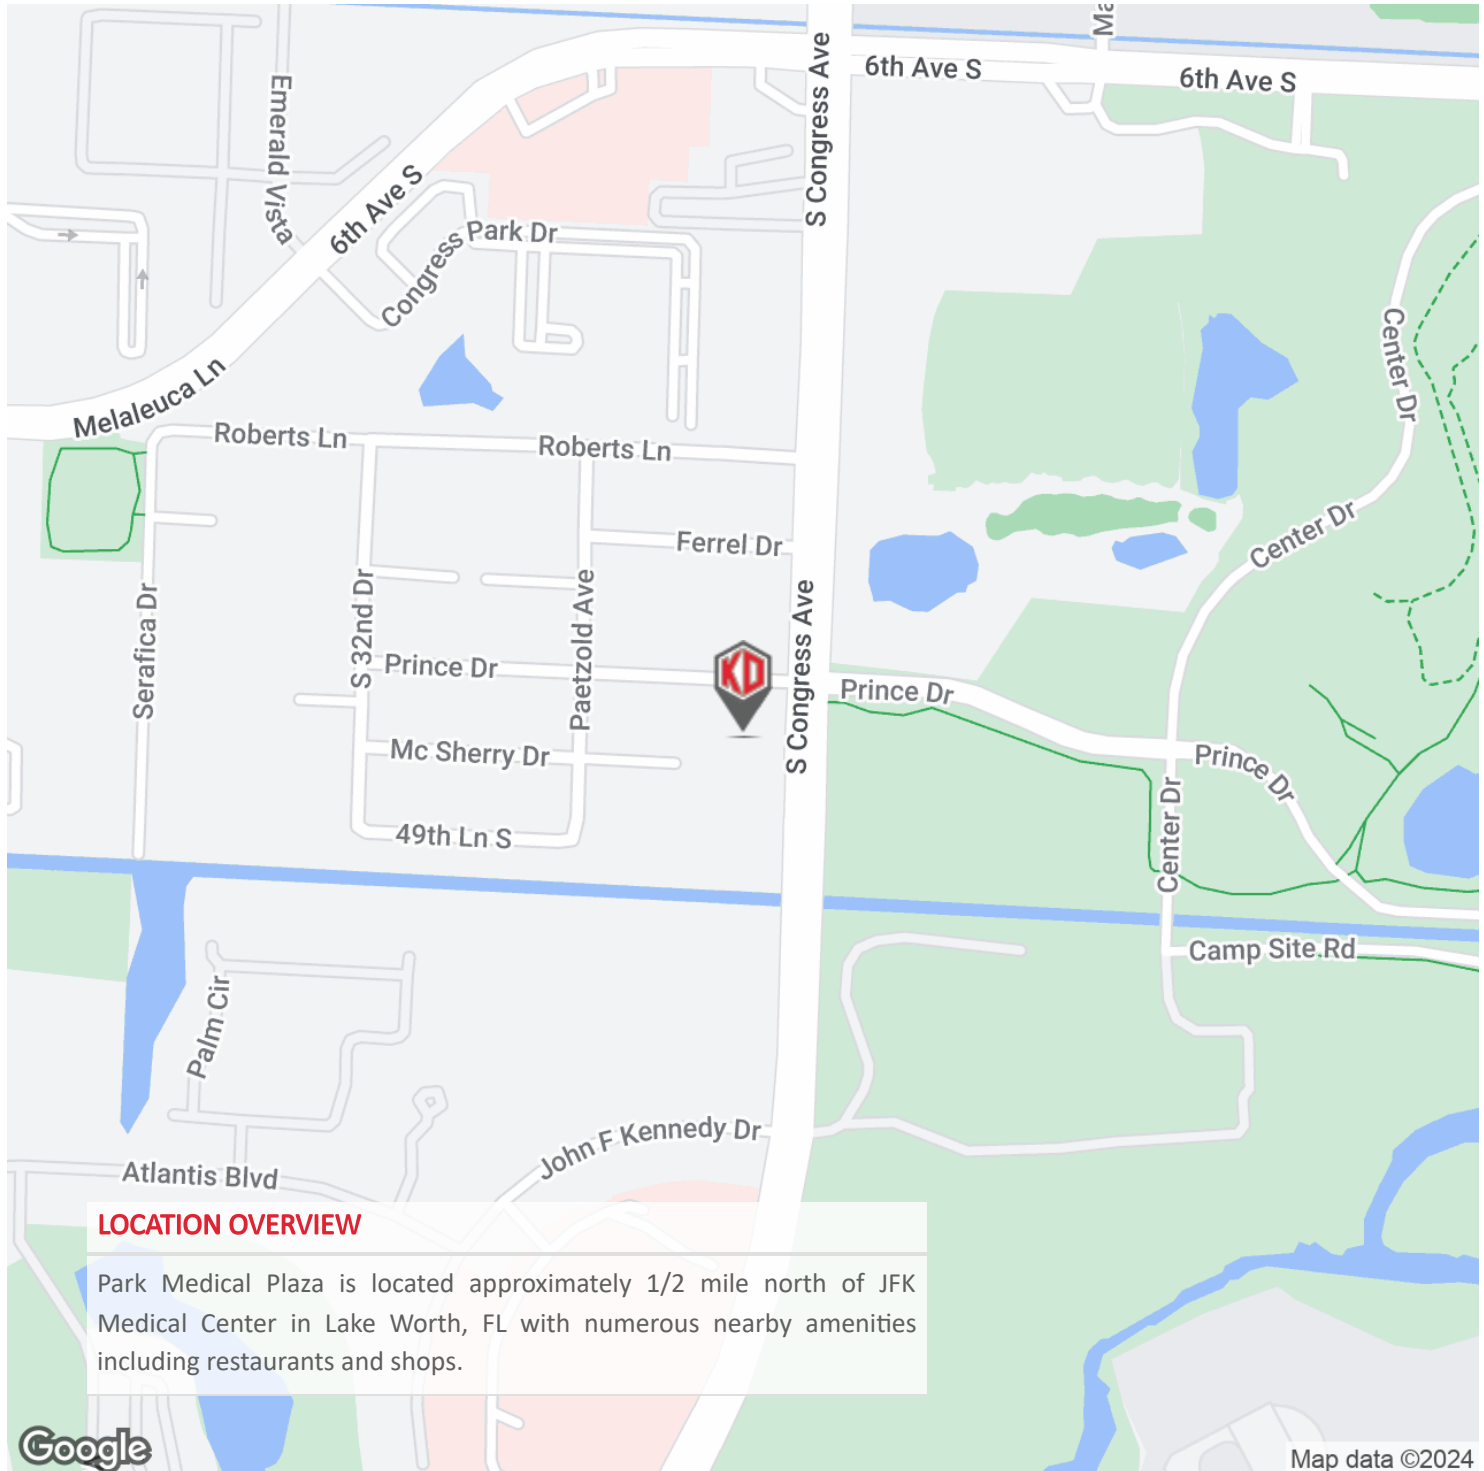 Ma
6th Ave S
6th Ave S
S Congress Ave
Emerald Vista
6th Ave S
Congress Park Dr
Melaleuca Ln
Center Dr
Roberts Ln
Roberts Ln
Ferrel Dr
Center Dr
Serafica Dr
S 32nd Dr
Paetzold Ave
S Congress Ave
Prince Dr
KD
Prince Dr
Mc Sherry Dr
Prince Dr
Center Dr
49th Ln S
Camp Site Rd
Palm Cir
John F Kennedy Dr
Atlantis Blvd
LOCATION OVERVIEW
Park Medical Plaza is located approximately 1/2 mile north of JFK
Medical Center in Lake Worth, FL with numerous nearby amenities
including restaurants and shops.
Google
Map data ©2024